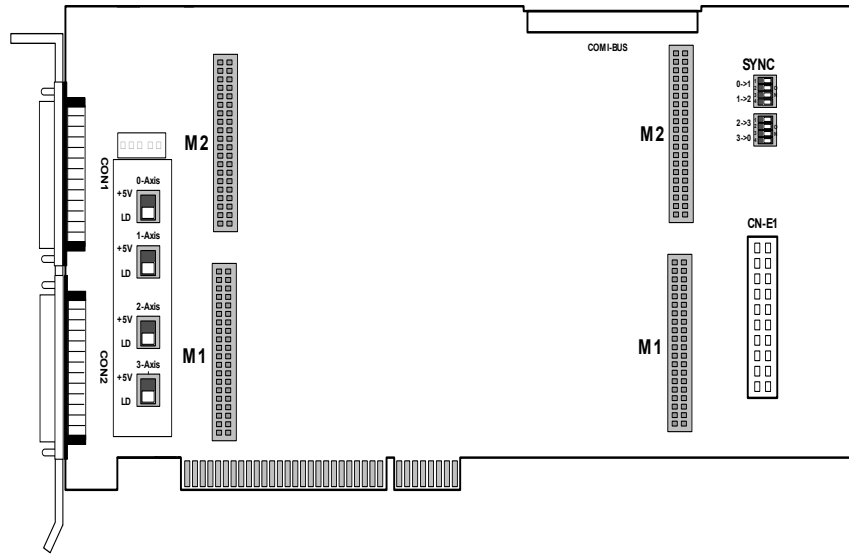 COMI-BUS
SYNC
0->1
1->2
2->3
3->0
M2
M2
CON1
0-Axis
+5V
LD
1-Axis
+5V
LD
CN-E1
2-Axis
+5V
LD
M1
M1
CON2
3-Axis
+5V
LD